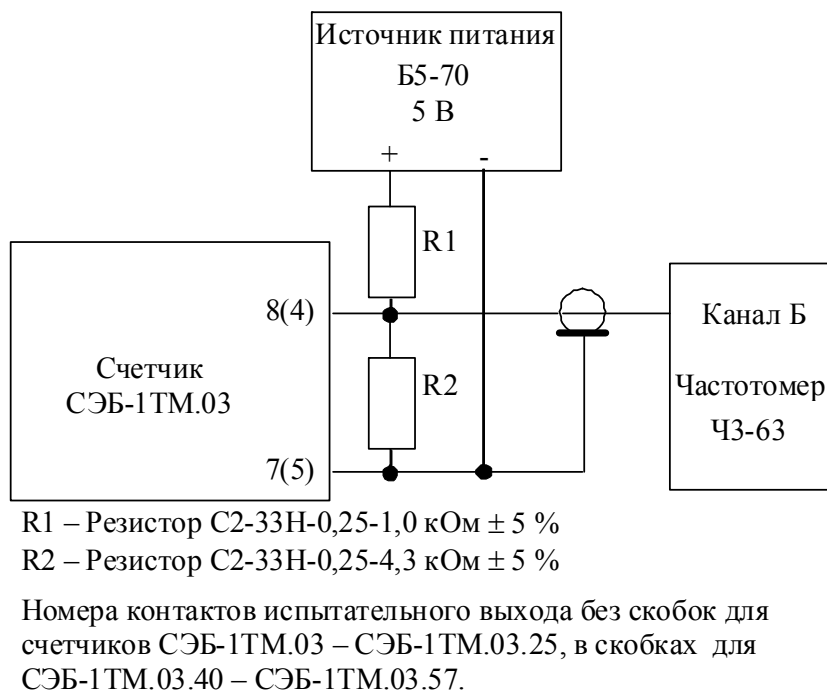 Источник питания
Б5-70
5 В
+ -
R1
8(4)
Канал Б
Счетчик
СЭБ-1ТМ.03
R2
Частотомер
Ч3-63
7(5)
R1 – Резистор С2-33Н-0,25-1,0 кОм ± 5 %
R2 – Резистор С2-33Н-0,25-4,3 кОм ± 5 %
Номера контактов испытательного выхода без скобок для
счетчиков СЭБ-1ТМ.03 – СЭБ-1ТМ.03.25, в скобках для
СЭБ-1ТМ.03.40 – СЭБ-1ТМ.03.57.